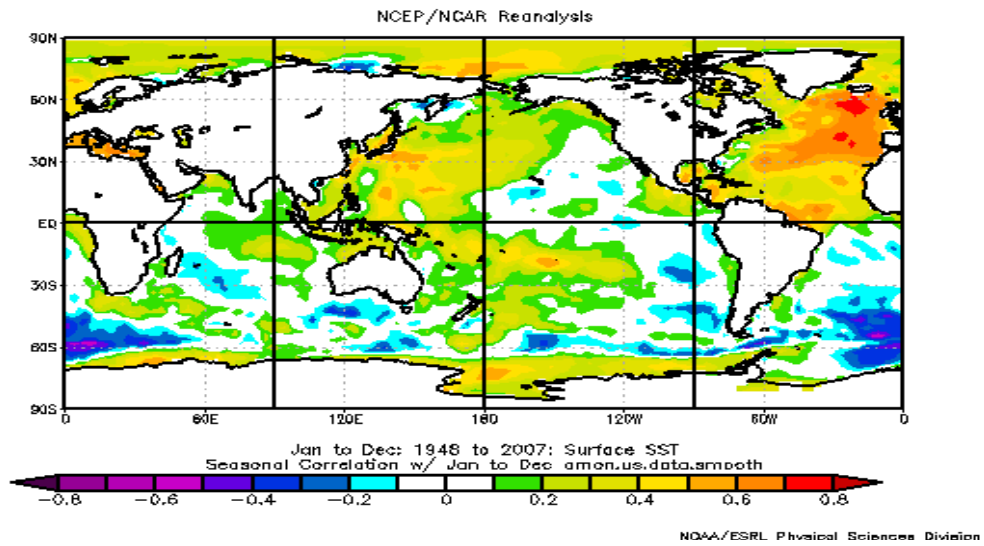 NCEP/NCAR Reanalysis
90N
60N
30N
EQ
30S
60S
90S
0 60E 120E 180 120W 60W 0
Jan to Dec: 1948 to 2007: Surface SST
Seasonal Correlation w/ Jan to Dec amon.us.data.smooth
−0.8 −0.6 −0.4 −0.2 0 0.2 0.4 0.6 0.8
NOAA/ESRL Physical Sciences Division